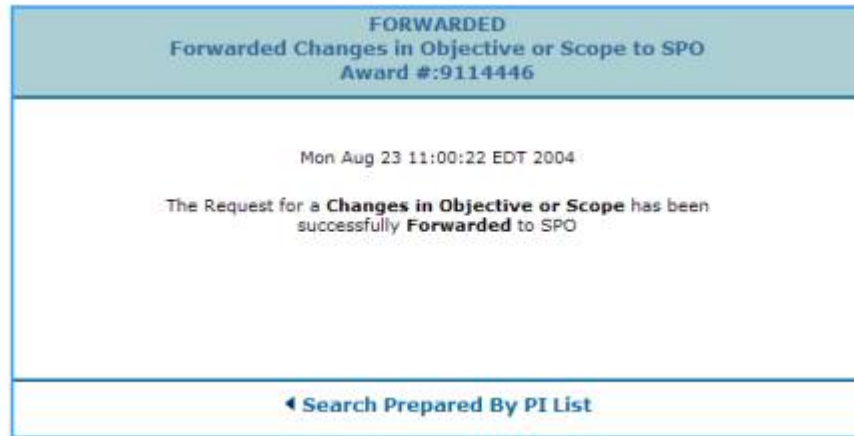 FORWARDED
Forwarded Changes in Objective or Scope to SPO
Award #:9114446
Mon Aug 23 11:00:22 EDT 2004
The Request for a Changes in Objective or Scope has been
successfully Forwarded to SPO
Search Prepared By PI List